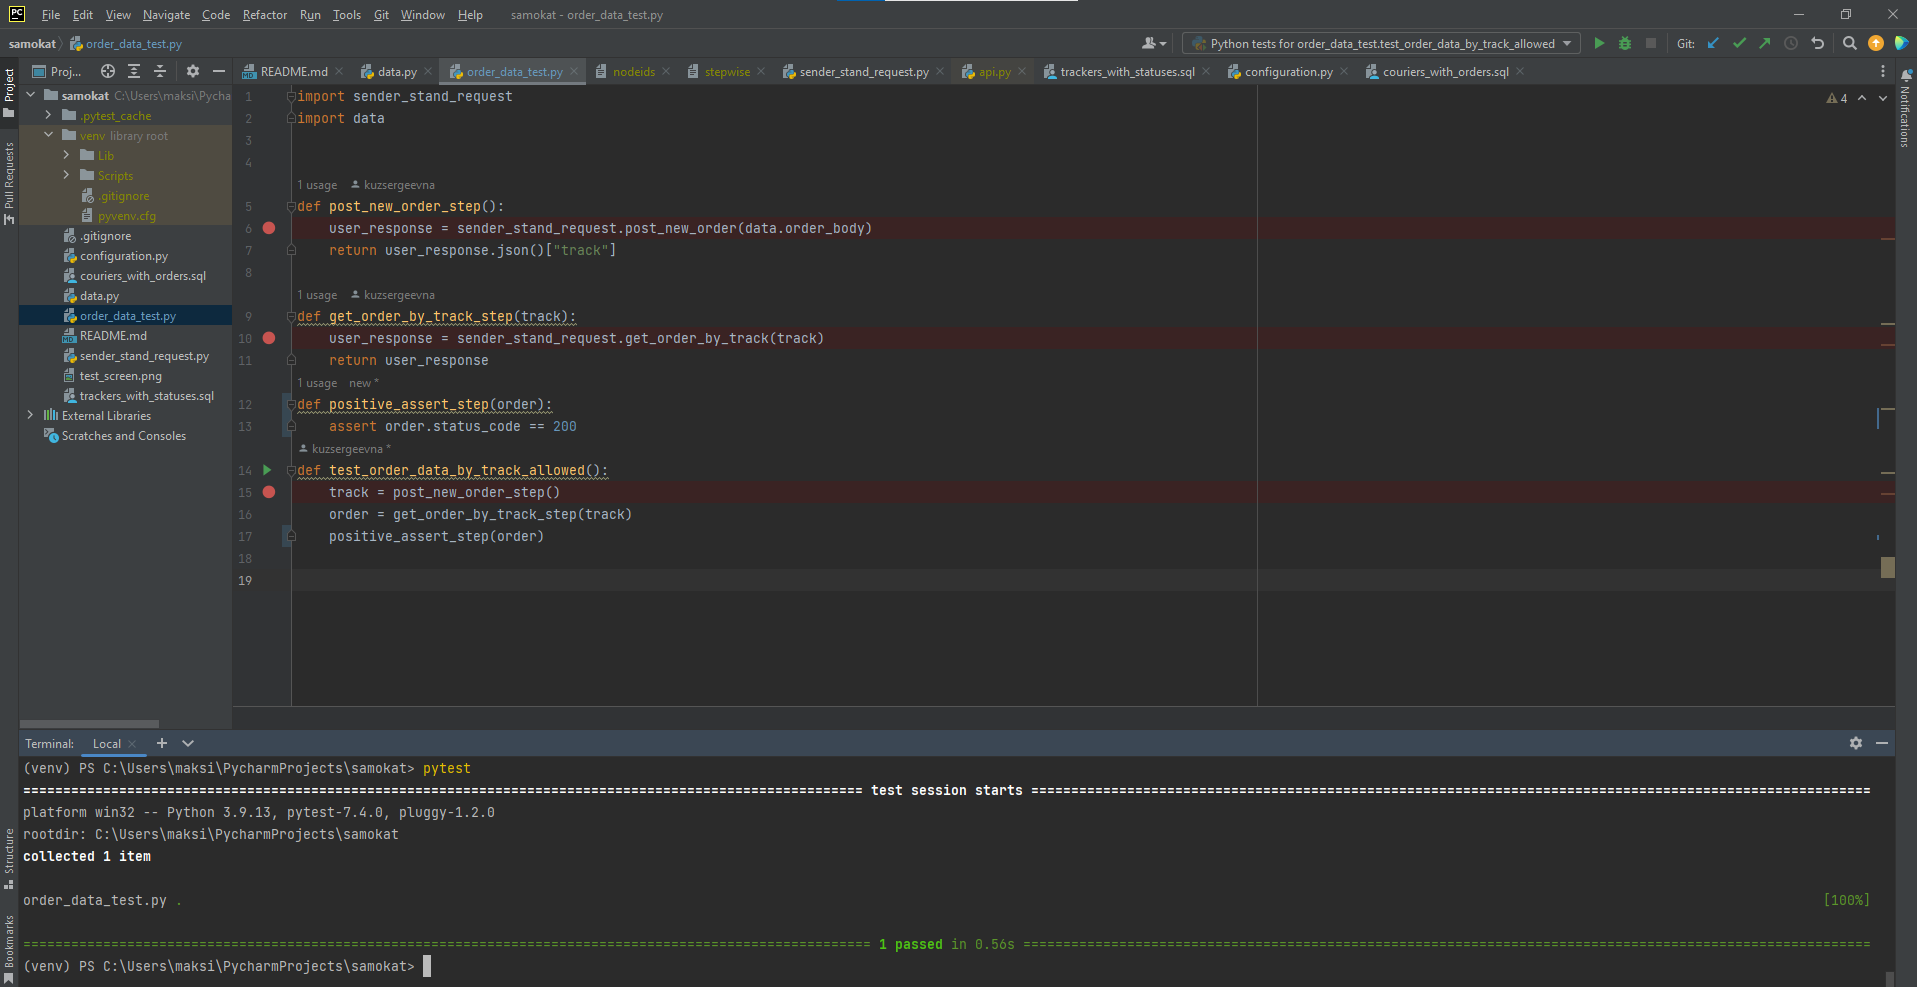 PC File Edit View Navigate Code Refactor Run Tools Git Window Help samokat - order_data_test.py
samokat order_data_test.py Python tests for order_data_test.test_order_data_by_track_allowed Git:
Project
Pull Requests
Structure
Bookmarks
Notifications
Proj...
README.md data.py order_data_test.py nodeids stepwise sender_stand_request.py api.py trackers_with_statuses.sql configuration.py couriers_with_orders.sql
samokat C:\Users\maksi\Pycha
.pytest_cache
venv library root
Lib
Scripts
.gitignore
pyvenv.cfg
.gitignore
configuration.py
couriers_with_orders.sql
data.py
order_data_test.py
README.md
sender_stand_request.py
test_screen.png
trackers_with_statuses.sql
External Libraries
Scratches and Consoles
4
1 import sender_stand_request
2 import data
3
4
1 usage kuzsergeevna
5 def post_new_order_step():
6 user_response = sender_stand_request.post_new_order(data.order_body)
7 return user_response.json()["track"]
8
1 usage kuzsergeevna
9 def get_order_by_track_step(track):
10 user_response = sender_stand_request.get_order_by_track(track)
11 return user_response
1 usage new *
12 def positive_assert_step(order):
13 assert order.status_code == 200
kuzsergeevna *
14 def test_order_data_by_track_allowed():
15 track = post_new_order_step()
16 order = get_order_by_track_step(track)
17 positive_assert_step(order)
18
19
Terminal: Local
(venv) PS C:\Users\maksi\PycharmProjects\samokat> pytest
========================================================================================================= test session starts =========================================================================================================
platform win32 -- Python 3.9.13, pytest-7.4.0, pluggy-1.2.0
rootdir: C:\Users\maksi\PycharmProjects\samokat
collected 1 item
order_data_test.py . [100%]
========================================================================================================== 1 passed in 0.56s ==========================================================================================================
(venv) PS C:\Users\maksi\PycharmProjects\samokat>